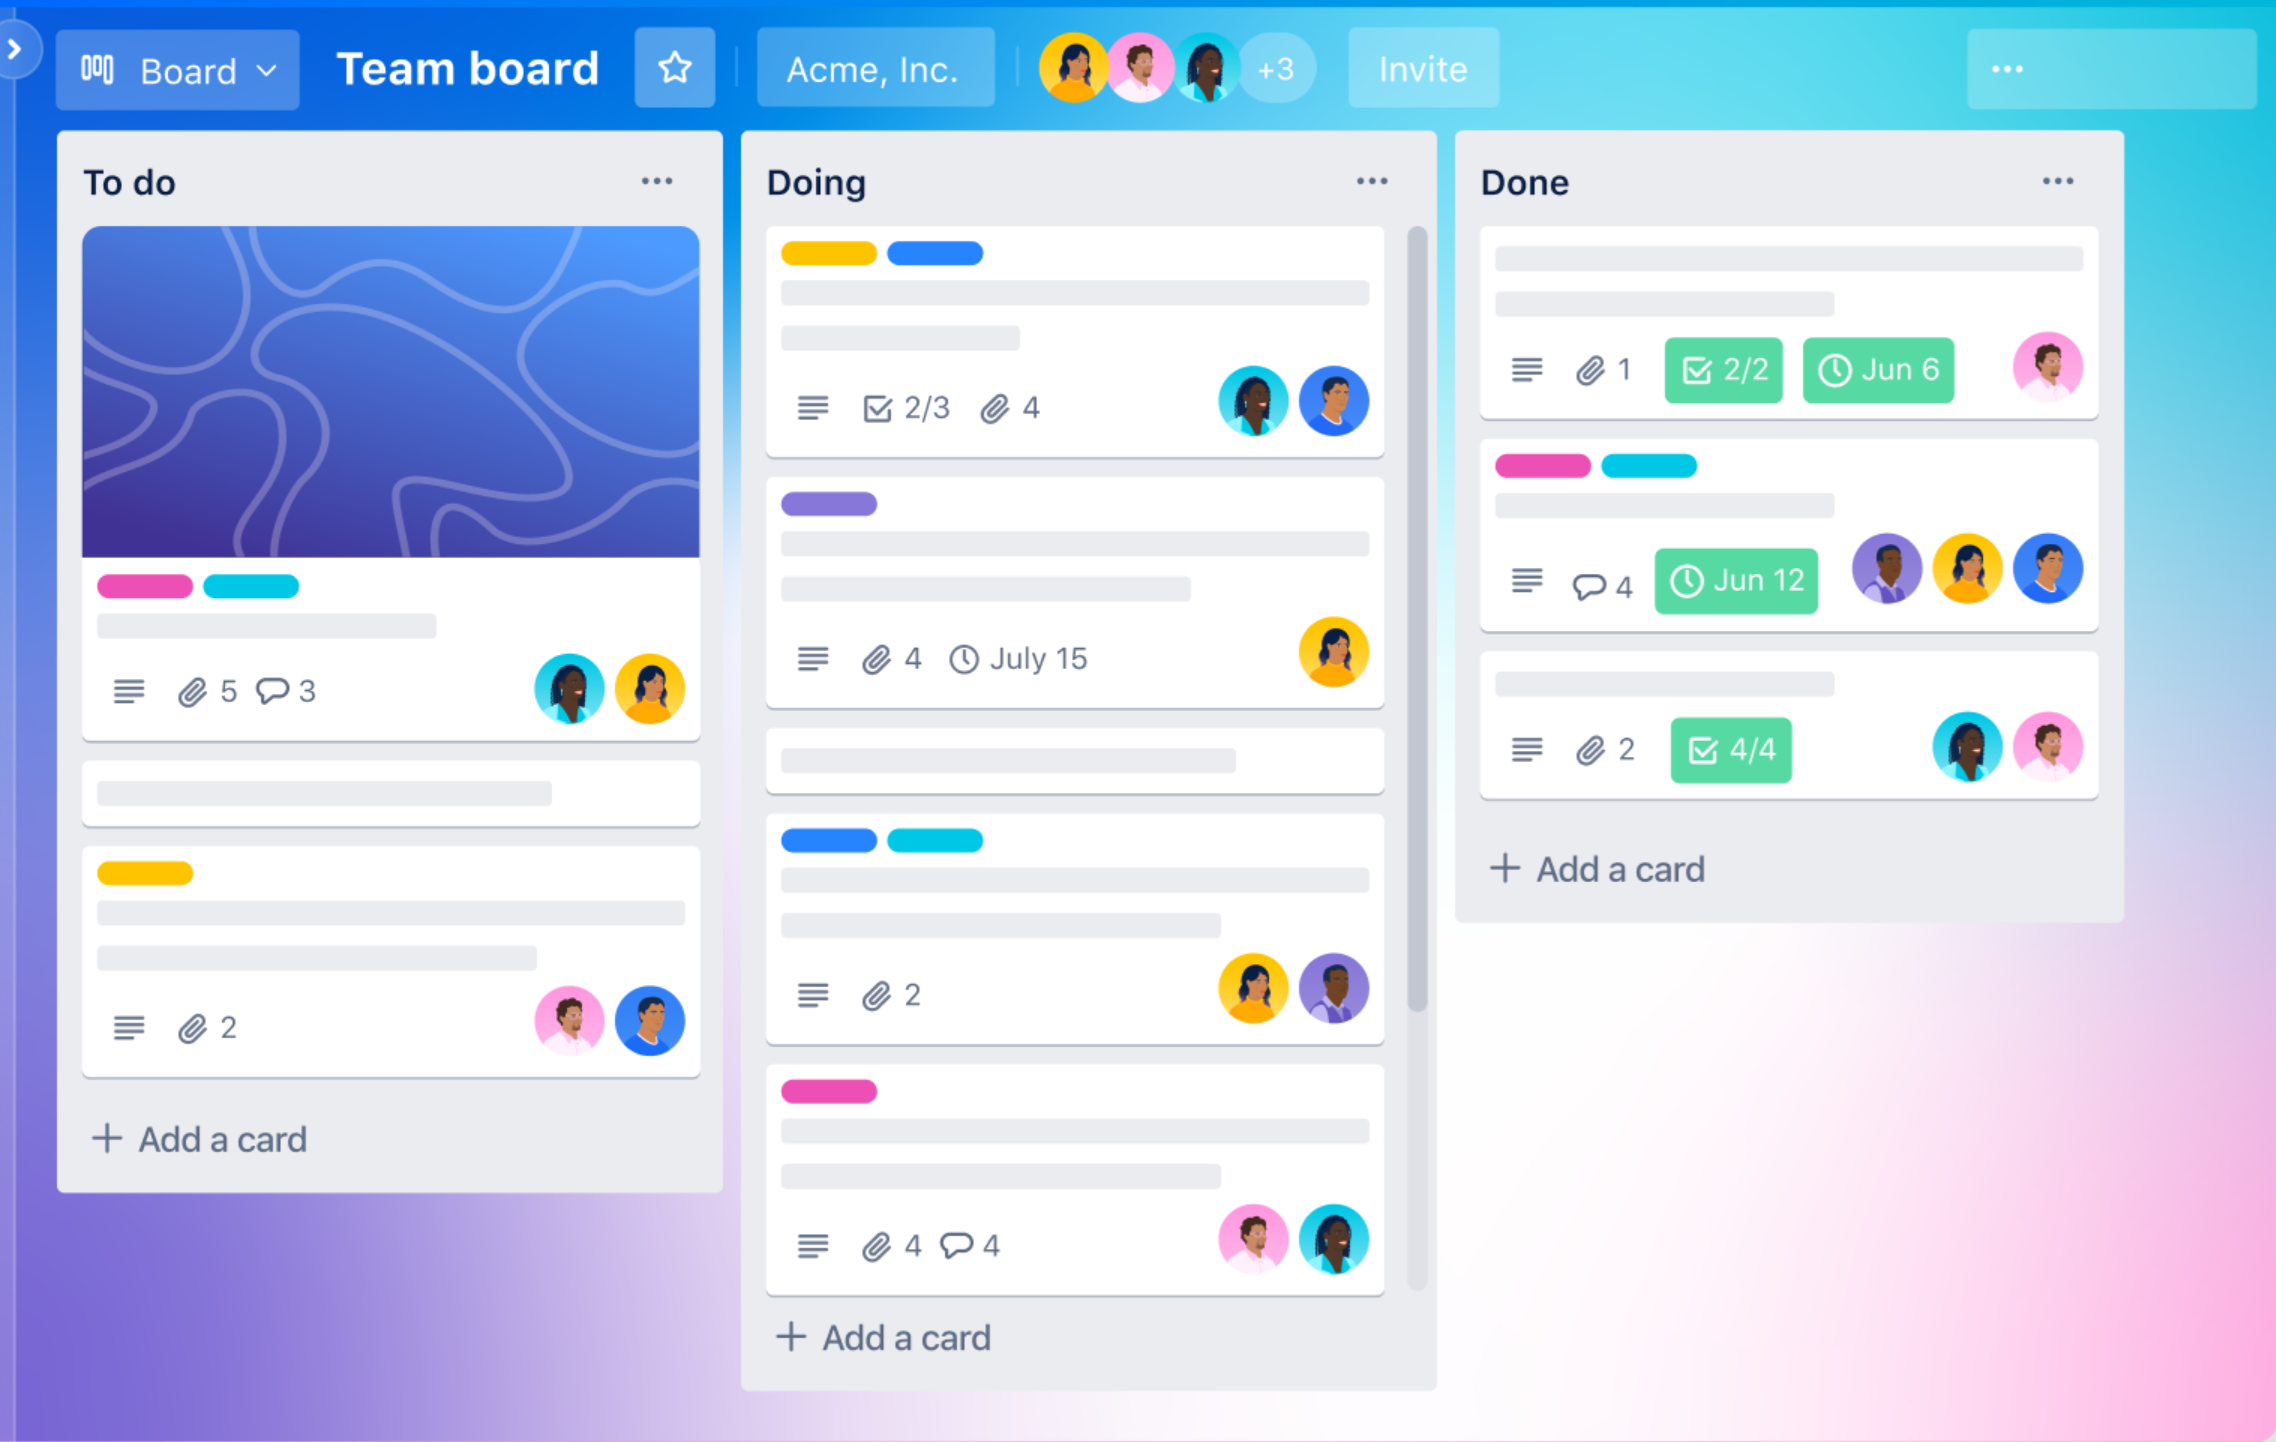 Board
Team board
Acme, Inc.
+3
Invite
To do
5 3
2
+ Add a card
Doing
2/3 4
4 July 15
2
4 4
+ Add a card
Done
1 2/2 Jun 6
4 Jun 12
2 4/4
+ Add a card